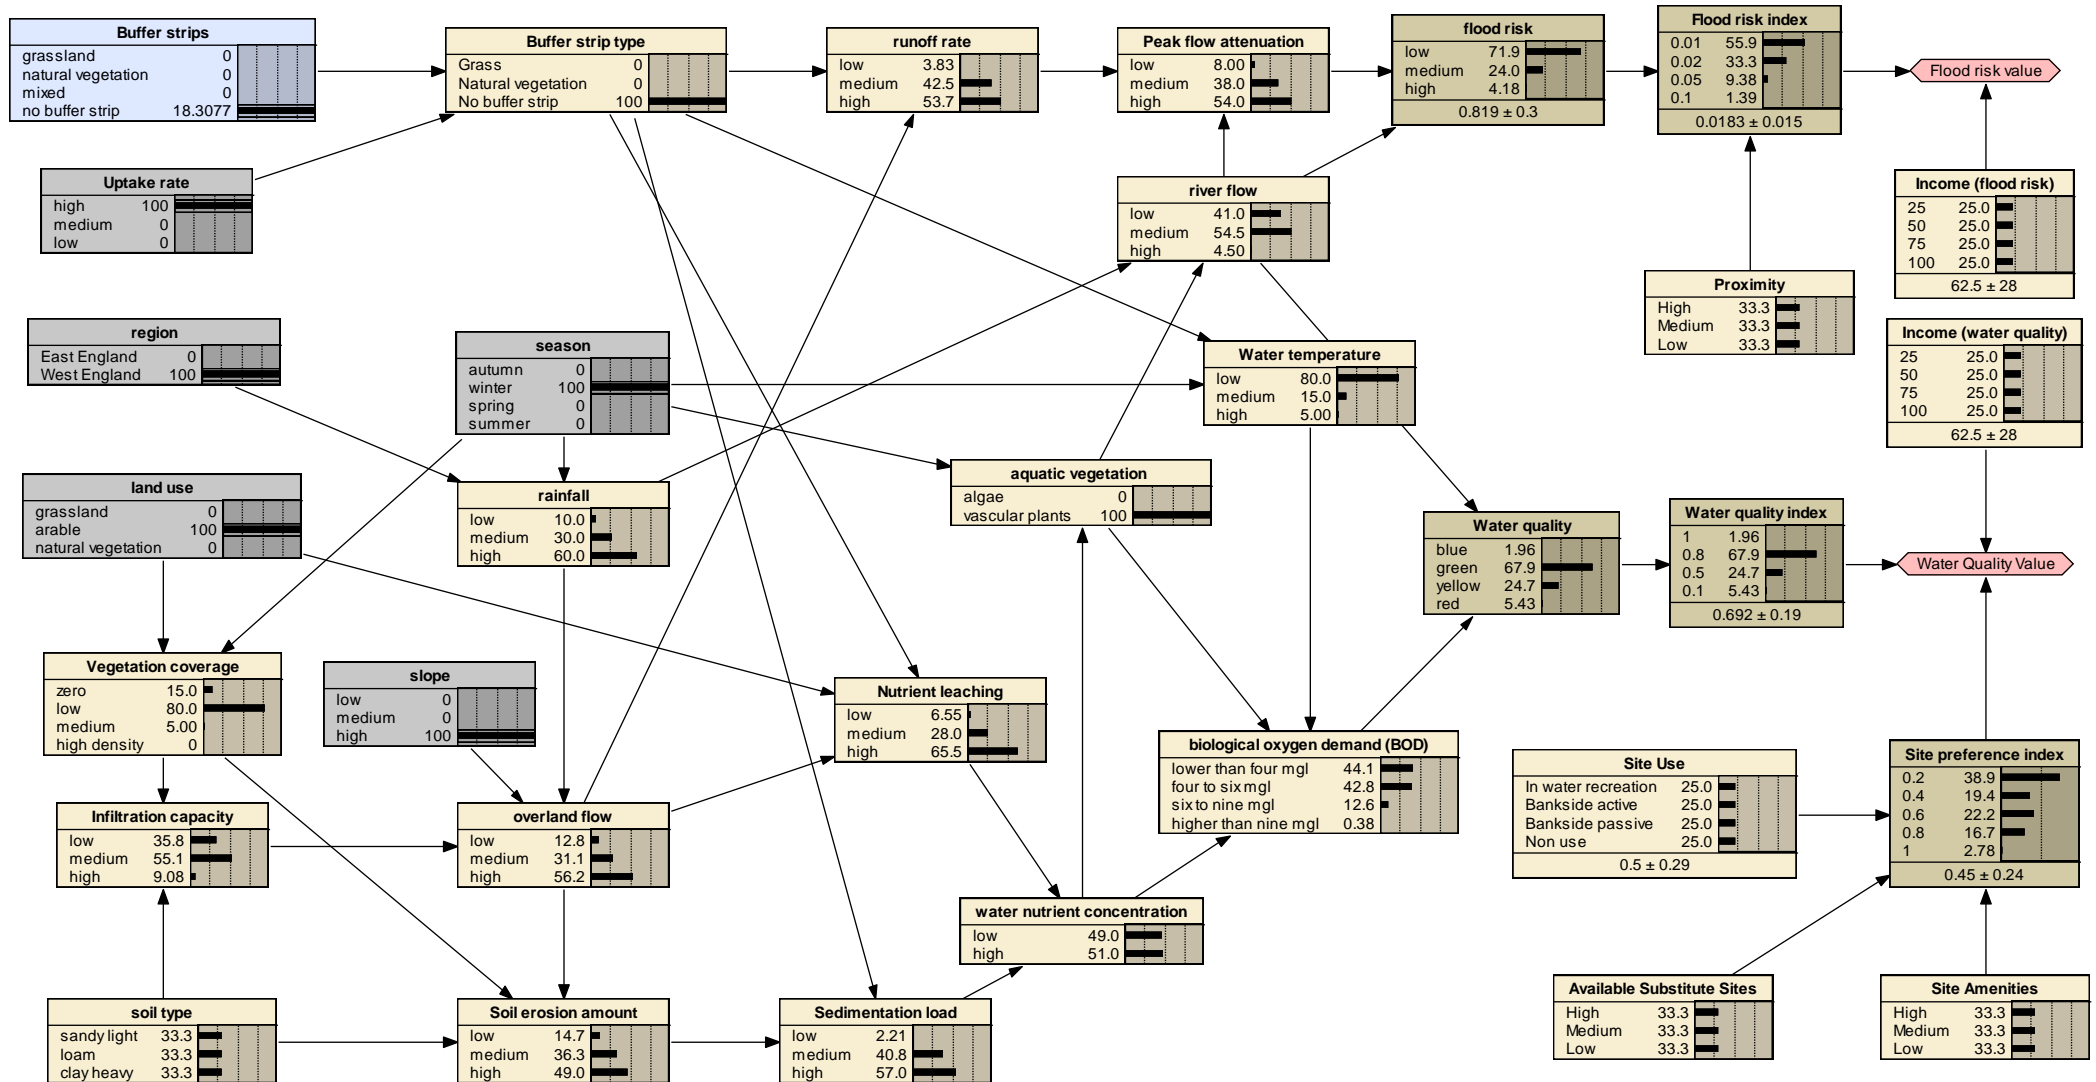 Buffer strips
grassland 0
natural vegetation 0
mixed 0
no buffer strip 18.3077
Buffer strip type
Grass 0
Natural vegetation 0
No buffer strip 100
runoff rate
low 3.83
medium 42.5
high 53.7
Peak flow attenuation
low 8.00
medium 38.0
high 54.0
flood risk
low 71.9
medium 24.0
high 4.18
0.819 ± 0.3
Flood risk index
0.01 55.9
0.02 33.3
0.05 9.38
0.1 1.39
0.0183 ± 0.015
Flood risk value
Uptake rate
high 100
medium 0
low 0
river flow
low 41.0
medium 54.5
high 4.50
Income (flood risk)
25 25.0
50 25.0
75 25.0
100 25.0
62.5 ± 28
Proximity
High 33.3
Medium 33.3
Low 33.3
region
East England 0
West England 100
season
autumn 0
winter 100
spring 0
summer 0
Water temperature
low 80.0
medium 15.0
high 5.00
Income (water quality)
25 25.0
50 25.0
75 25.0
100 25.0
62.5 ± 28
land use
grassland 0
arable 100
natural vegetation 0
rainfall
low 10.0
medium 30.0
high 60.0
aquatic vegetation
algae 0
vascular plants 100
Water quality
blue 1.96
green 67.9
yellow 24.7
red 5.43
Water quality index
1 1.96
0.8 67.9
0.5 24.7
0.1 5.43
0.692 ± 0.19
Water Quality Value
Vegetation coverage
zero 15.0
low 80.0
medium 5.00
high density 0
slope
low 0
medium 0
high 100
Nutrient leaching
low 6.55
medium 28.0
high 65.5
biological oxygen demand (BOD)
lower than four mgl 44.1
four to six mgl 42.8
six to nine mgl 12.6
higher than nine mgl 0.38
Site Use
In water recreation 25.0
Bankside active 25.0
Bankside passive 25.0
Non use 25.0
0.5 ± 0.29
Site preference index
0.2 38.9
0.4 19.4
0.6 22.2
0.8 16.7
1 2.78
0.45 ± 0.24
Infiltration capacity
low 35.8
medium 55.1
high 9.08
overland flow
low 12.8
medium 31.1
high 56.2
water nutrient concentration
low 49.0
high 51.0
soil type
sandy light 33.3
loam 33.3
clay heavy 33.3
Soil erosion amount
low 14.7
medium 36.3
high 49.0
Sedimentation load
low 2.21
medium 40.8
high 57.0
Available Substitute Sites
High 33.3
Medium 33.3
Low 33.3
Site Amenities
High 33.3
Medium 33.3
Low 33.3